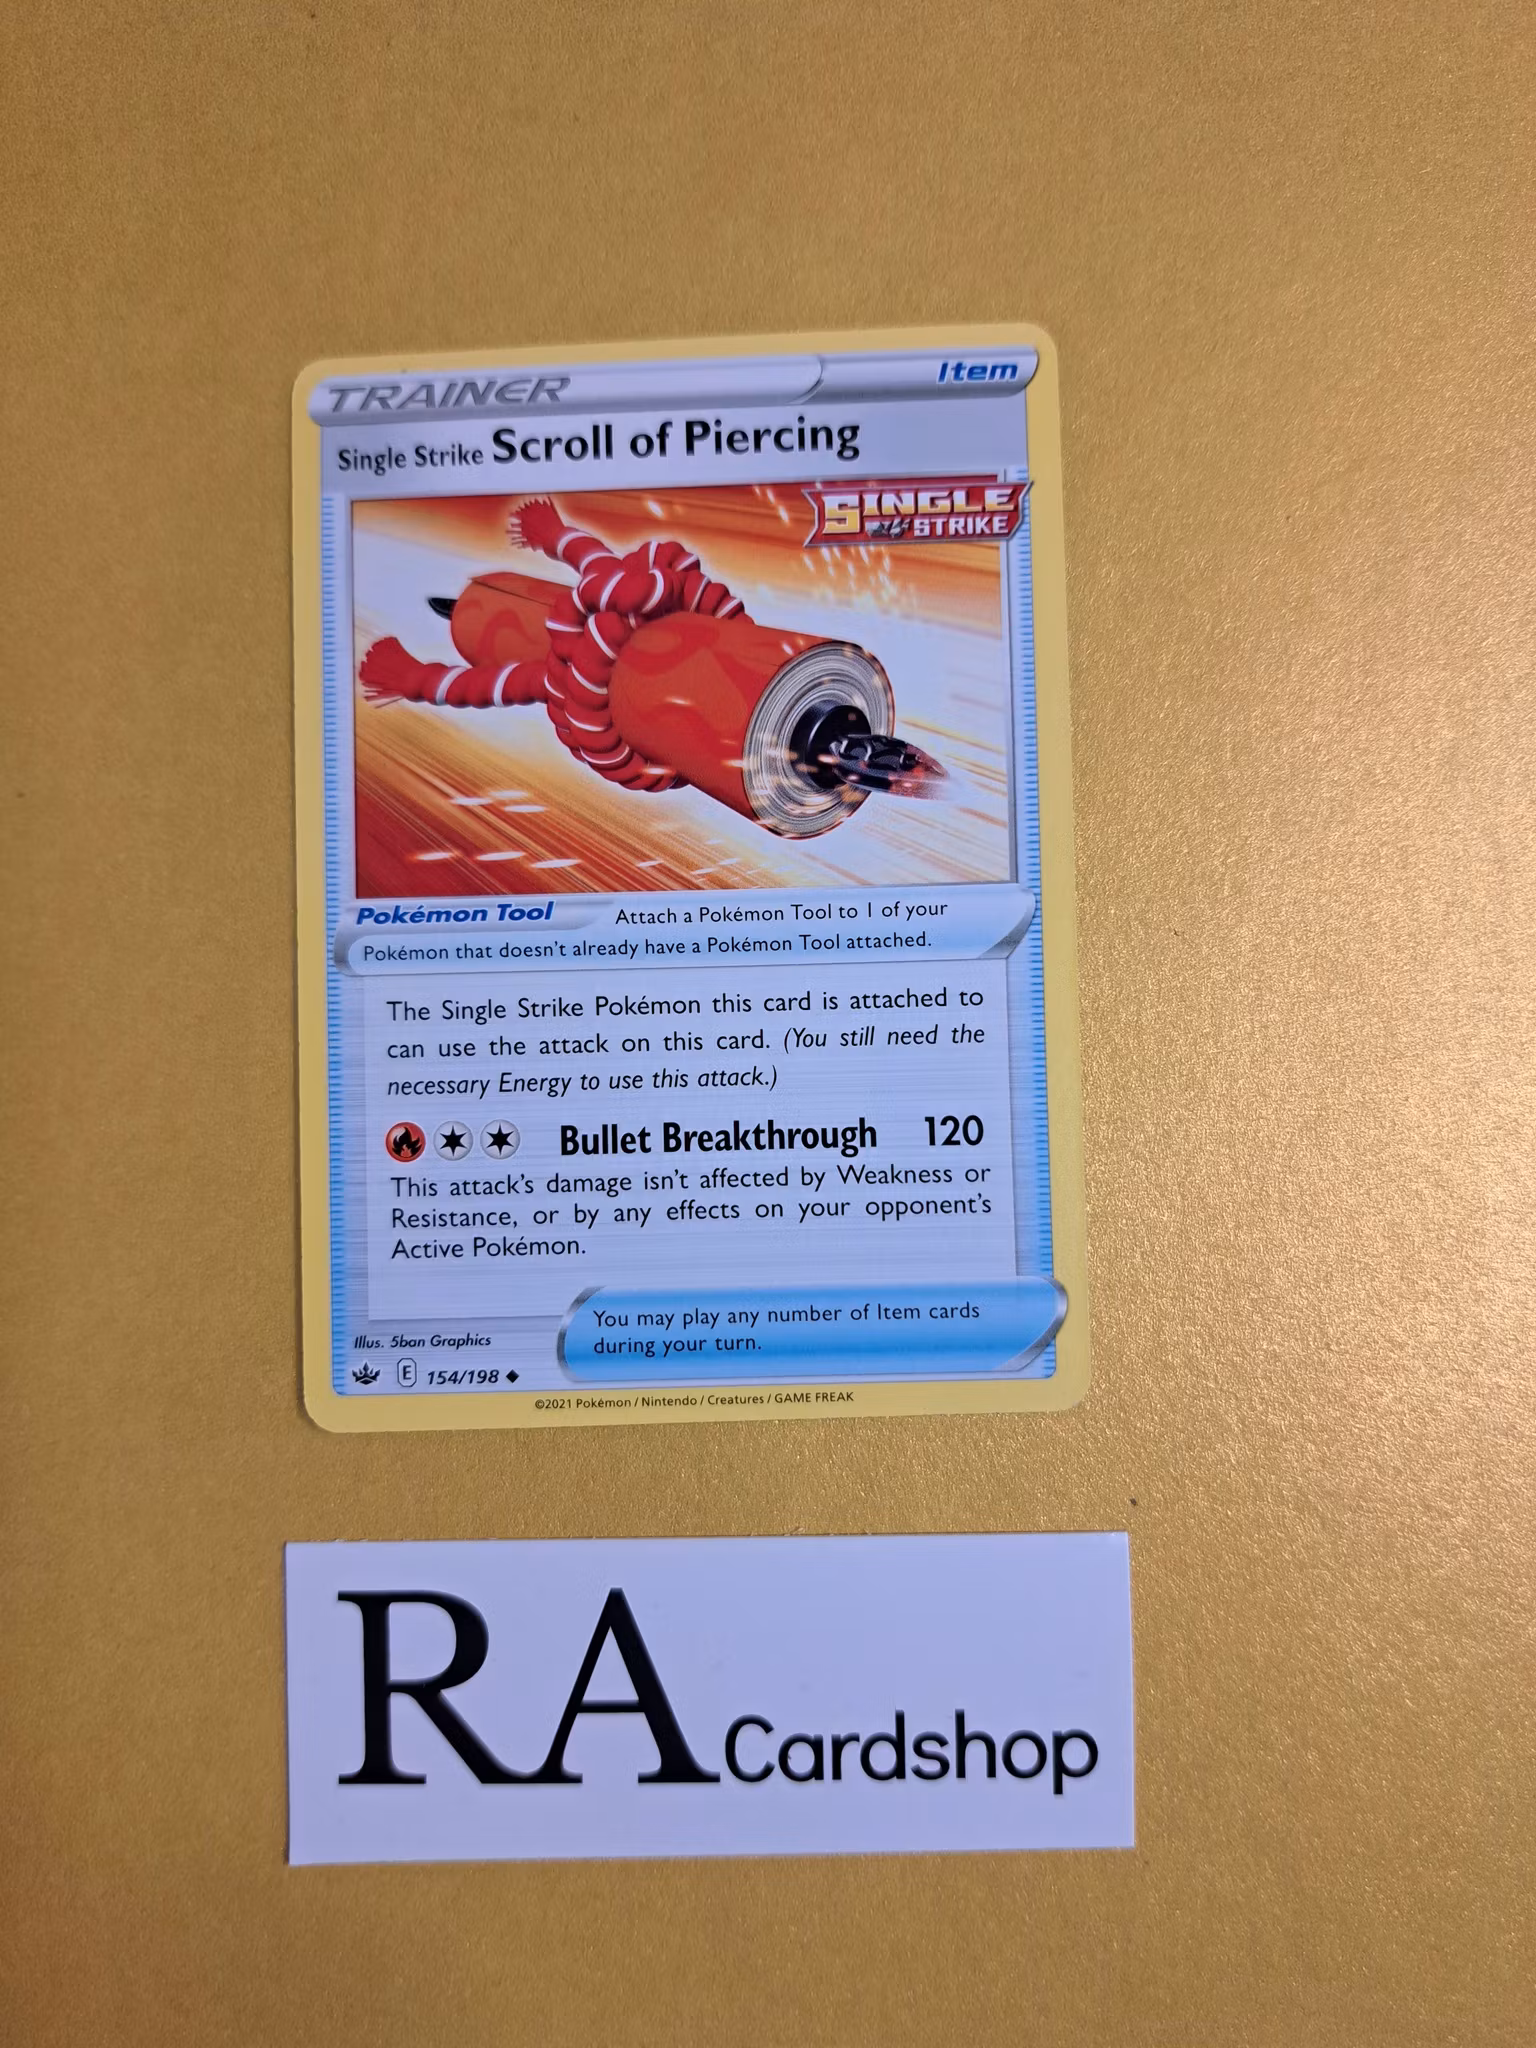 TRAINER
Item
Single Strike Scroll of Piercing
SINGLE
STRIKE
Pokémon Tool Attach a Pokémon Tool to 1 of your
Pokémon that doesn't already have a Pokémon Tool attached.
The Single Strike Pokémon this card is attached to
can use the attack on this card. (You still need the
necessary Energy to use this attack.)
Bullet Breakthrough 120
This attack's damage isn't affected by Weakness or
Resistance, or by any effects on your opponent's
Active Pokémon.
You may play any number of Item cards
during your turn.
Illus. 5ban Graphics
E 154/198
©2021 Pokémon / Nintendo / Creatures / GAME FREAK
RA Cardshop